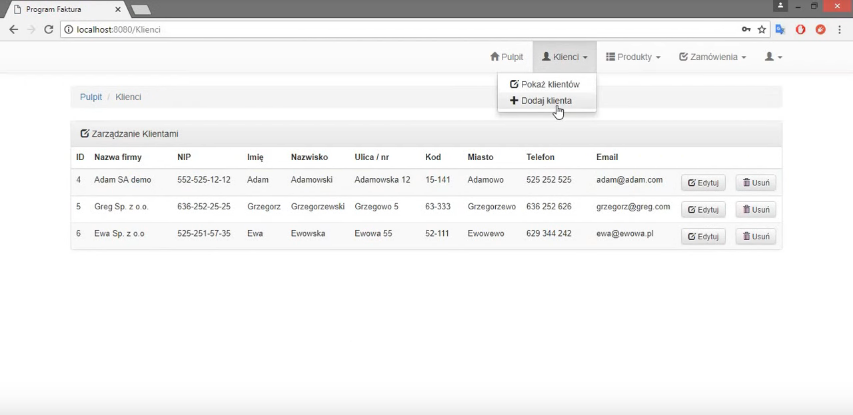 Program Faktura
localhost:8080/Klienci
Pulpit Klienci Produkty Zamówienia
Pokaż klientów
Dodaj klienta
Pulpit / Klienci
Zarządzanie Klientami
ID Nazwa firmy NIP Imię Nazwisko Ulica / nr Kod Miasto Telefon Email
4 Adam SA demo 552-525-12-12 Adam Adamowski Adamowska 12 15-141 Adamowo 525 252 525 adam@adam.com Edytuj Usuń
5 Greg Sp. z o.o. 636-252-25-25 Grzegorz Grzegorzewski Grzegowo 5 63-333 Grzegorzewo 636 252 626 grzegorz@greg.com Edytuj Usuń
6 Ewa Sp. z o.o 525-251-57-35 Ewa Ewowska Ewowa 55 52-111 Ewowewo 629 344 242 ewa@ewowa.pl Edytuj Usuń